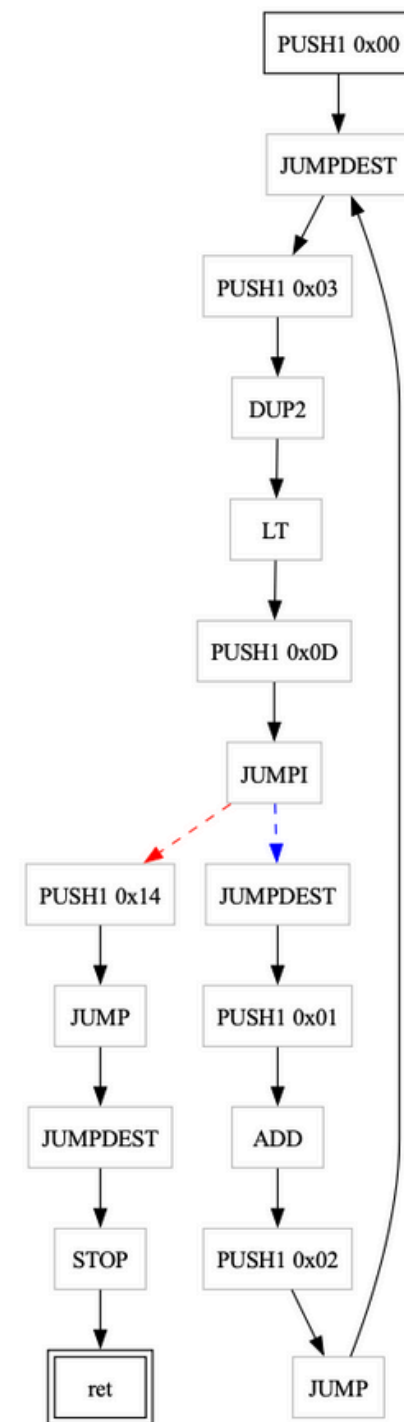 PUSH1 0x00
JUMPDEST
PUSH1 0x03
DUP2
LT
PUSH1 0x0D
JUMPI
PUSH1 0x14
JUMPDEST
JUMP
PUSH1 0x01
JUMPDEST
ADD
STOP
PUSH1 0x02
ret
JUMP